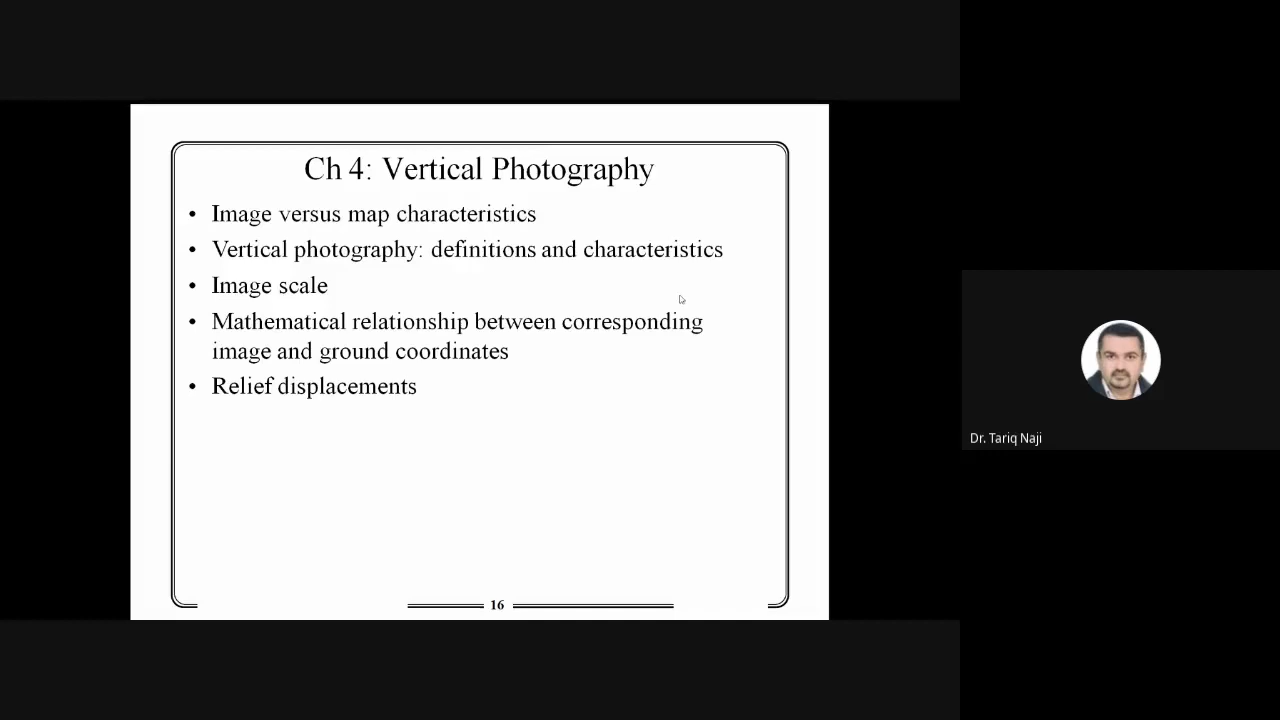 Ch 4: Vertical Photography
• Image versus map characteristics
• Vertical photography: definitions and characteristics
• Image scale
• Mathematical relationship between corresponding
image and ground coordinates
• Relief displacements
16
Dr. Tariq Naji